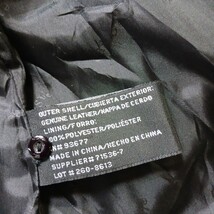 OUTER SHELL/CUBIERTA EXTERIOR:
GENUINE LEATHER/NAPPA DE CERDO
LINING/FORRO:
100%POLYESTER/POLIÉSTER
RN# 93677
MADE IN CHINA/HECHO EN CHINA
SUPPLIER# 71536-7
LOT # 260-8613